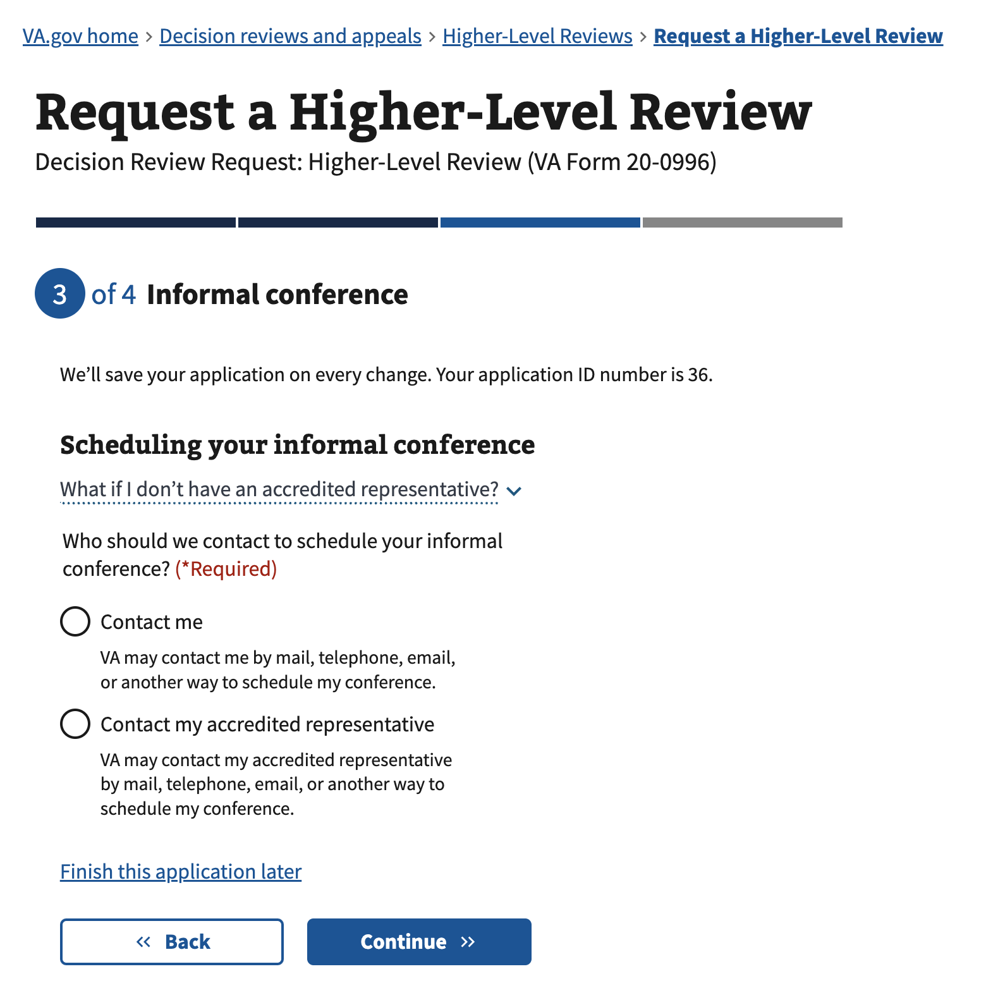 VA.gov home › Decision reviews and appeals › Higher-Level Reviews › Request a Higher-Level Review
Request a Higher-Level Review
Decision Review Request: Higher-Level Review (VA Form 20-0996)
3 of 4 Informal conference
We’ll save your application on every change. Your application ID number is 36.
Scheduling your informal conference
What if I don’t have an accredited representative?
Who should we contact to schedule your informal
conference? (*Required)
Contact me
VA may contact me by mail, telephone, email,
or another way to schedule my conference.
Contact my accredited representative
VA may contact my accredited representative
by mail, telephone, email, or another way to
schedule my conference.
Finish this application later
« Back
Continue »